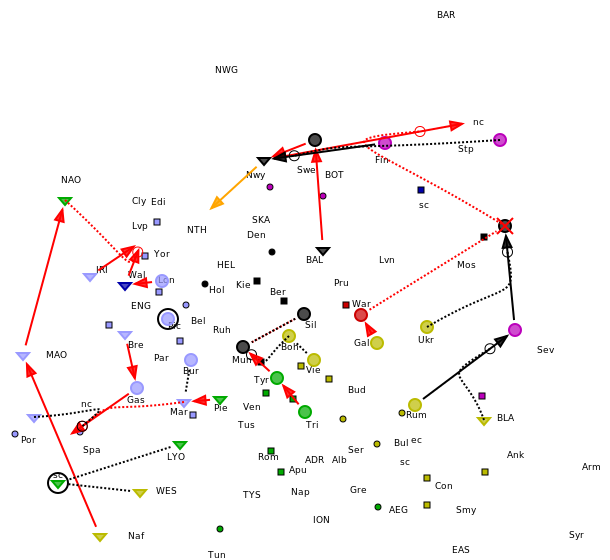 BAR
NWG
nc
Stp
Fin
Swe
BOT
Nwy
NAO
sc
Cly Edi
SKA
Lvp
NTH
Den
Yor
BAL
Lvn
Mos
HEL
IRI
Wal
Lon
Kie
Pru
Hol
Ber
War
ENG
Bel
Sil
Ruh
Pic
Ukr
Gal
Bre
Boh
Sev
MAO
Par
Mun
Bur
Vie
Tyr
Bud
Gas
nc
Ven
Pie
Mar
Rum
BLA
Por
Tus
Tri
Bul ec
Spa
Ser
LYO
Rom
ADR Alb
sc
Ank
Apu
Arm
sc
WES
TYS
Nap
Gre
Con
AEG
Smy
ION
Naf
Syr
Tun
EAS